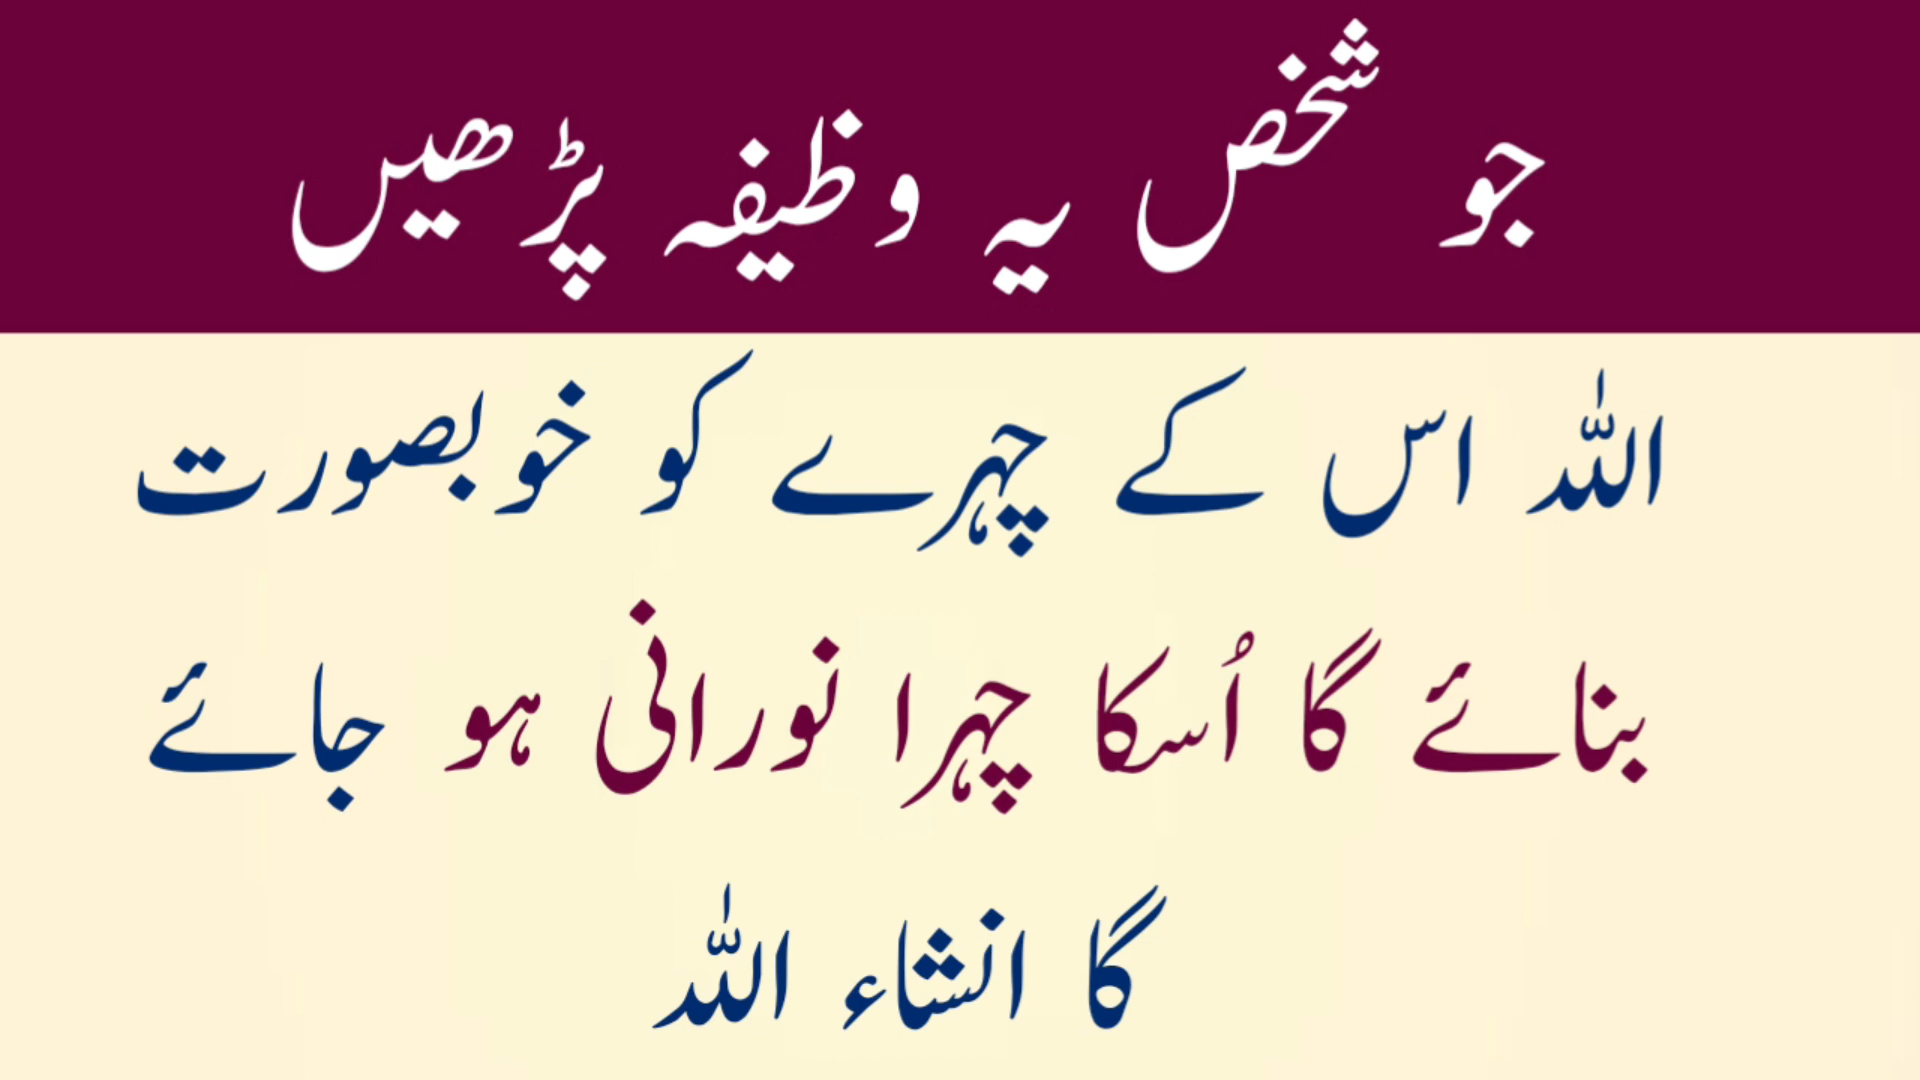 جو شخص یہ وظیفہ پڑھیں
اللہ اس کے چہرے کو خوبصورت
بنائے گا اُسکا چہرا نورانی ہو جائے
گا انشاء اللہ